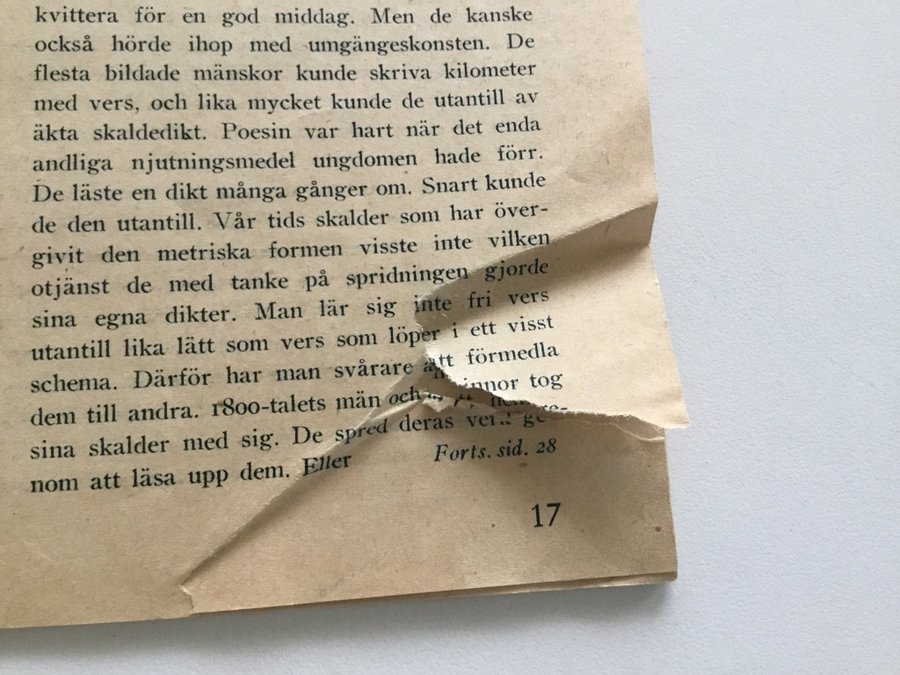 kvittera för en god middag. Men de kanske
också hörde ihop med umgängeskonsten. De
flesta bildade mänskor kunde skriva kilometer
med vers, och lika mycket kunde de utantill av
äkta skaldedikt. Poesin var hart när det enda
andliga njutningsmedel ungdomen hade förr.
De läste en dikt många gånger om. Snart kunde
de den utantill. Vår tids skalder som har över-
givit den metriska formen visste inte vilken
otjänst de med tanke på spridningen gjorde
sina egna dikter. Man lär sig inte fri vers
utantill lika lätt som vers som löper i ett visst
schema. Därför har man svårare att förmedla
dem till andra. 1800-talets män och tog
sina skalder med sig. De spred deras verk ge-
nom att läsa upp dem. Eller
Forts. sid. 28
17